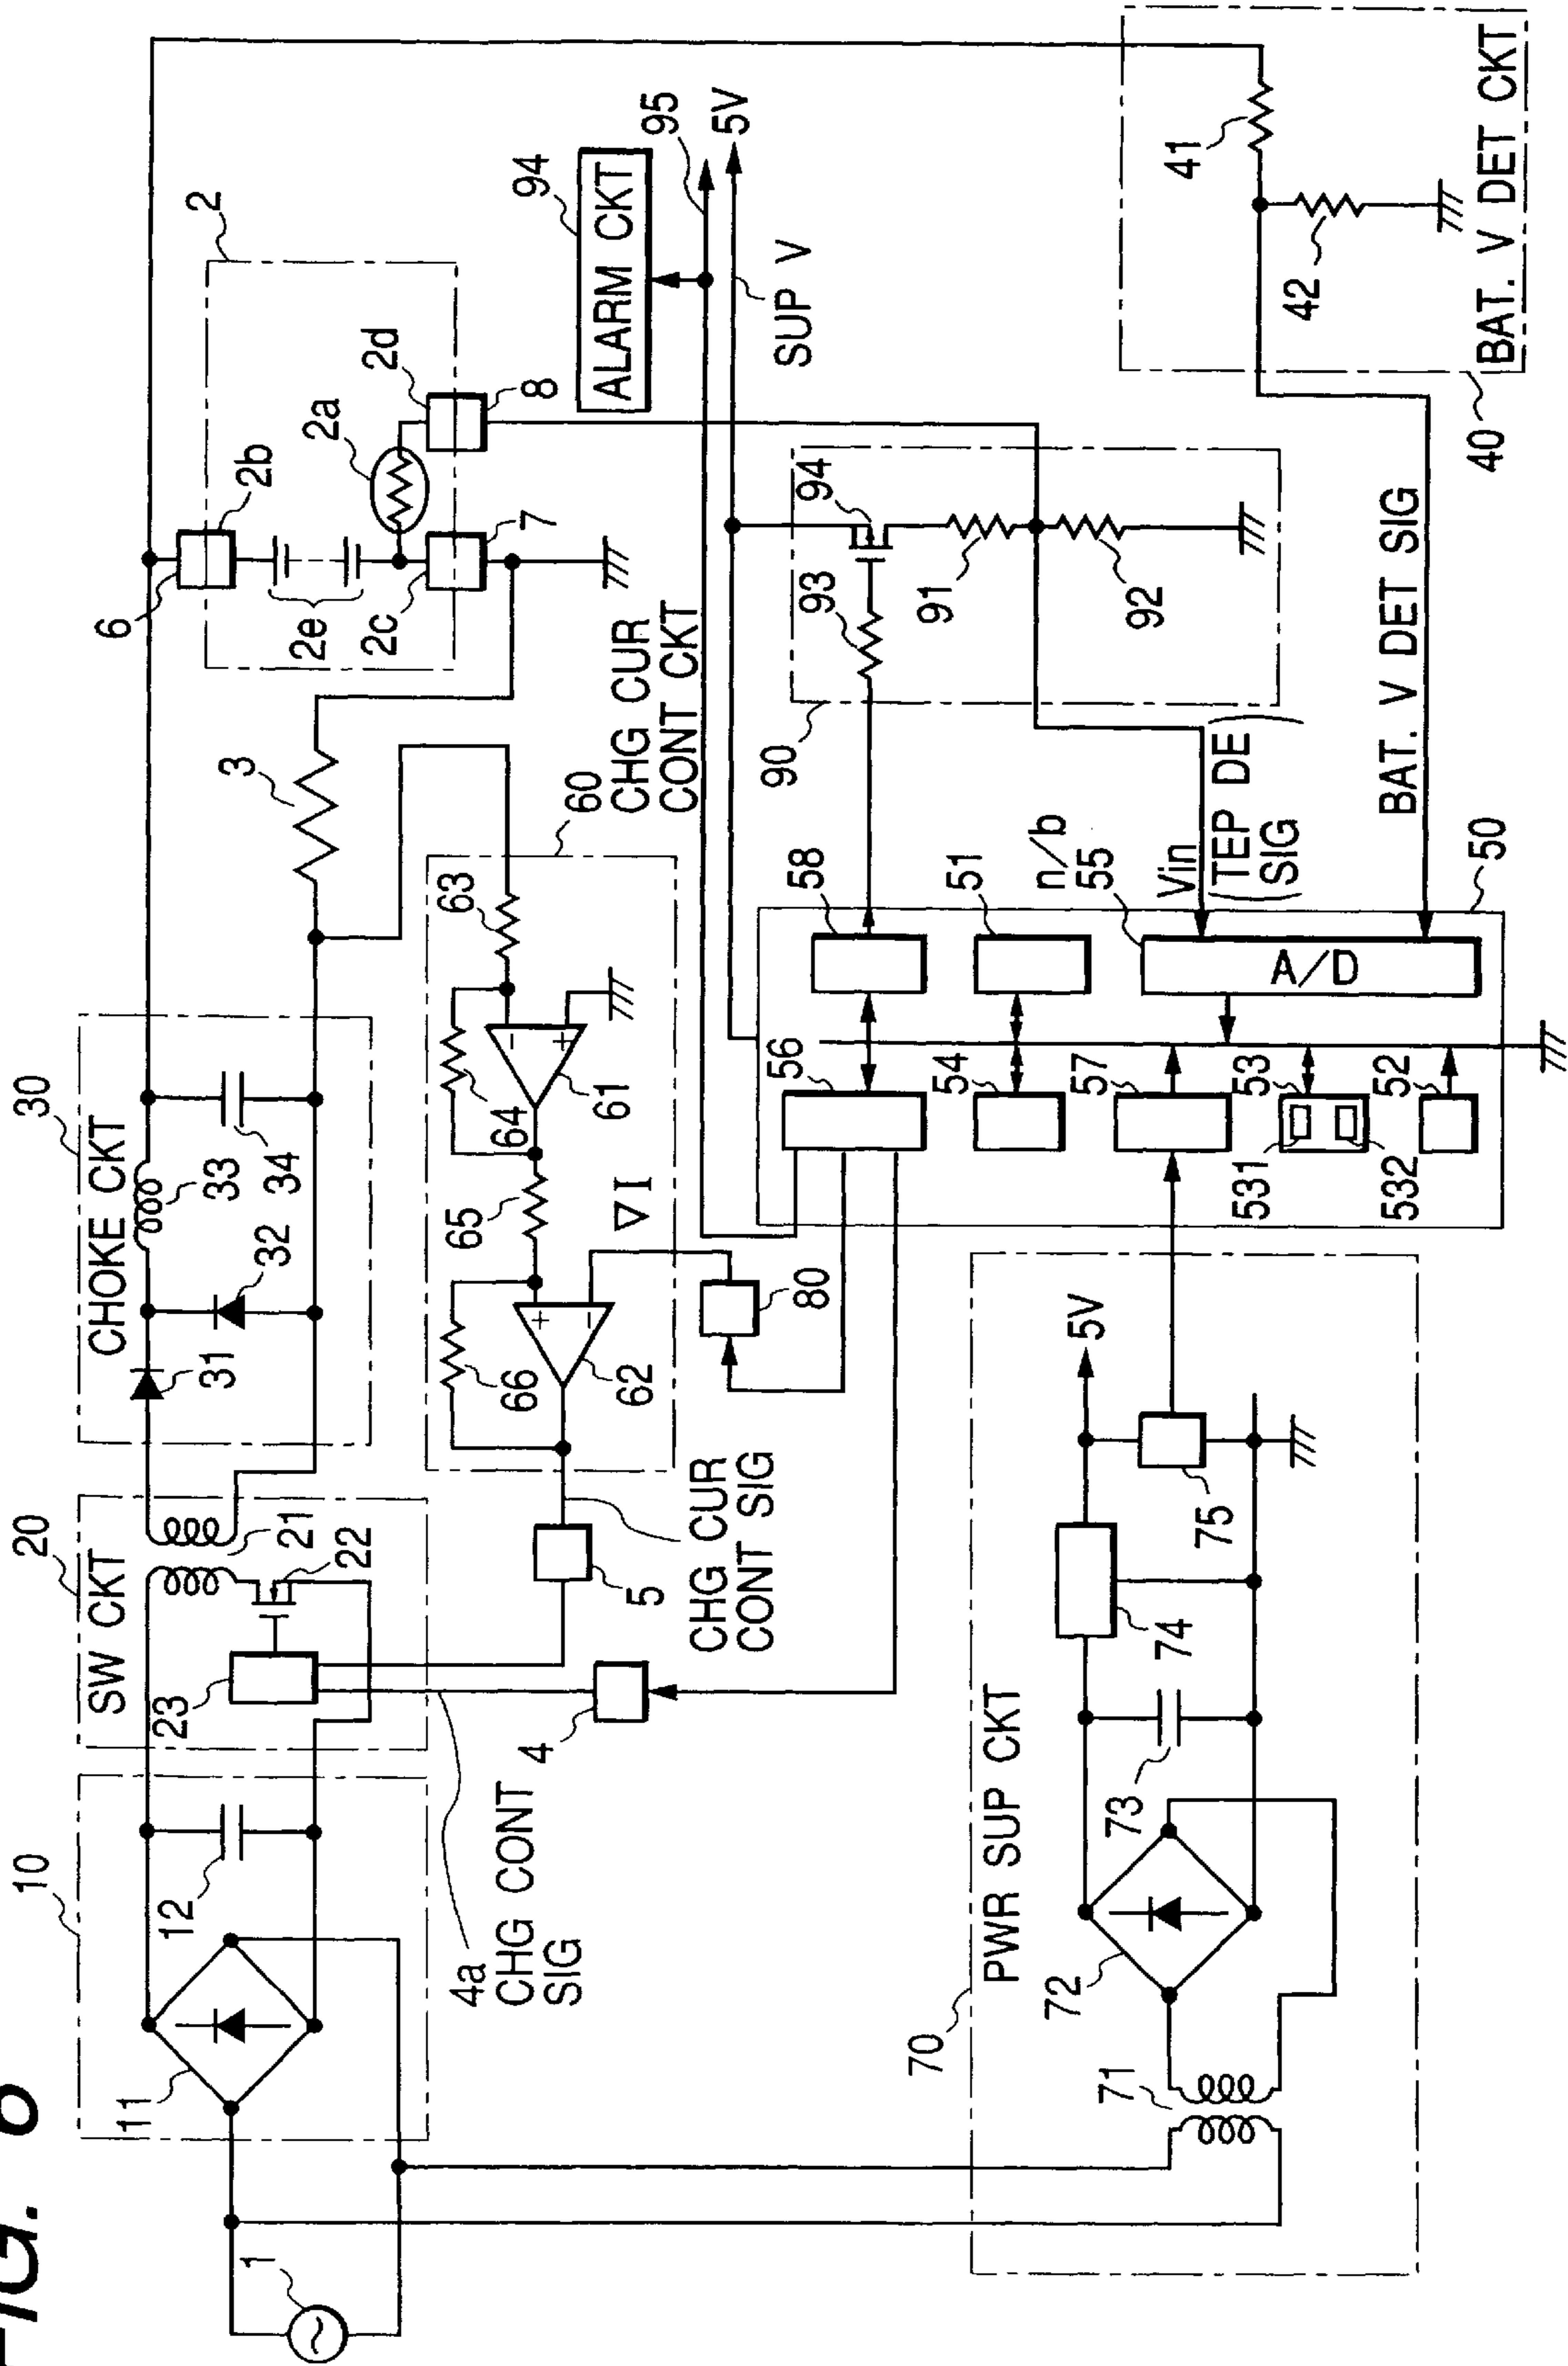 FIG. 6
10
11
12
20
SW CKT
21
22
23
30
CHOKE CKT
31
32
33
34
1
3
6
2
2b
2e
2c
2a
2d
7
8
4a
CHG CONT
SIG
4
5
CHG CUR
CONT SIG
60
CHG CUR
CONT CKT
61
62
63
64
65
66
- +
+ -
▽I
80
94
ALARM CKT
95
5V
SUP V
90
93
94
91
92
70
PWR SUP CKT
71
72
73
74
75
5V
56
58
54
51
57
n/b
55
A/D
53
531
532
52
50
Vin
(TEP DE)
(SIG)
BAT. V DET SIG
40
BAT. V DET CKT
41
42